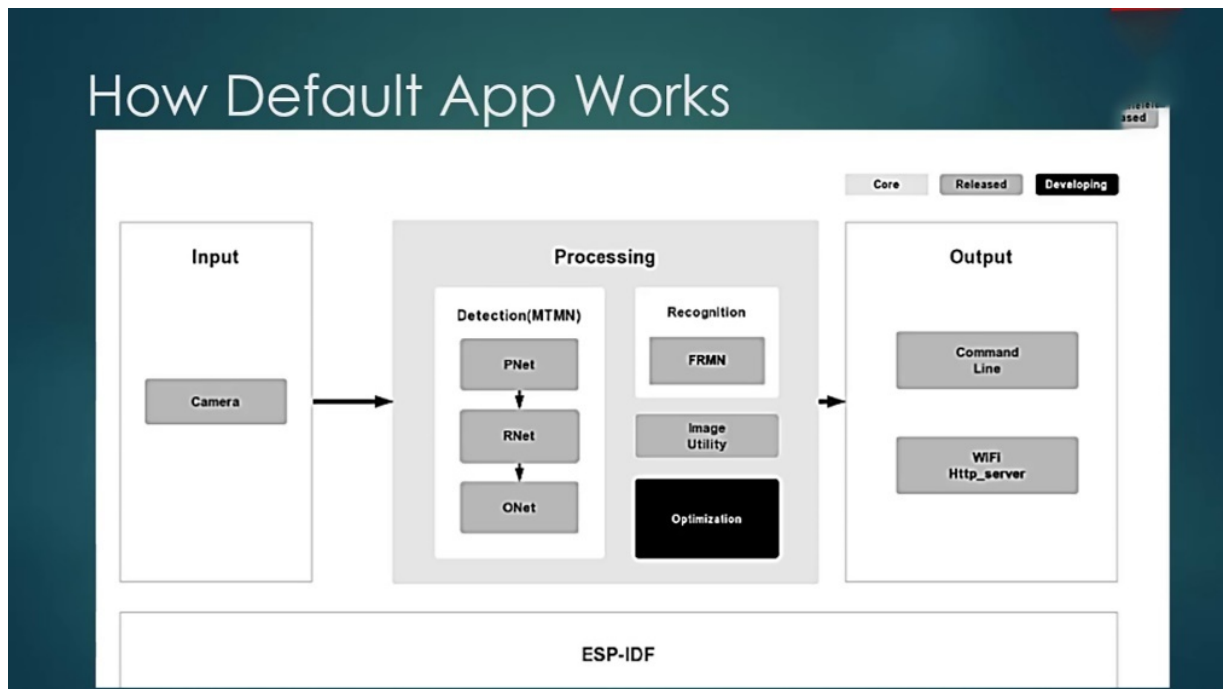 How Default App Works
ased
Core
Released
Developing
Input
Camera
Processing
Detection(MTMN)
PNet
RNet
ONet
Recognition
FRMN
Image
Utility
Optimization
Output
Command
Line
WiFi
Http_server
ESP-IDF